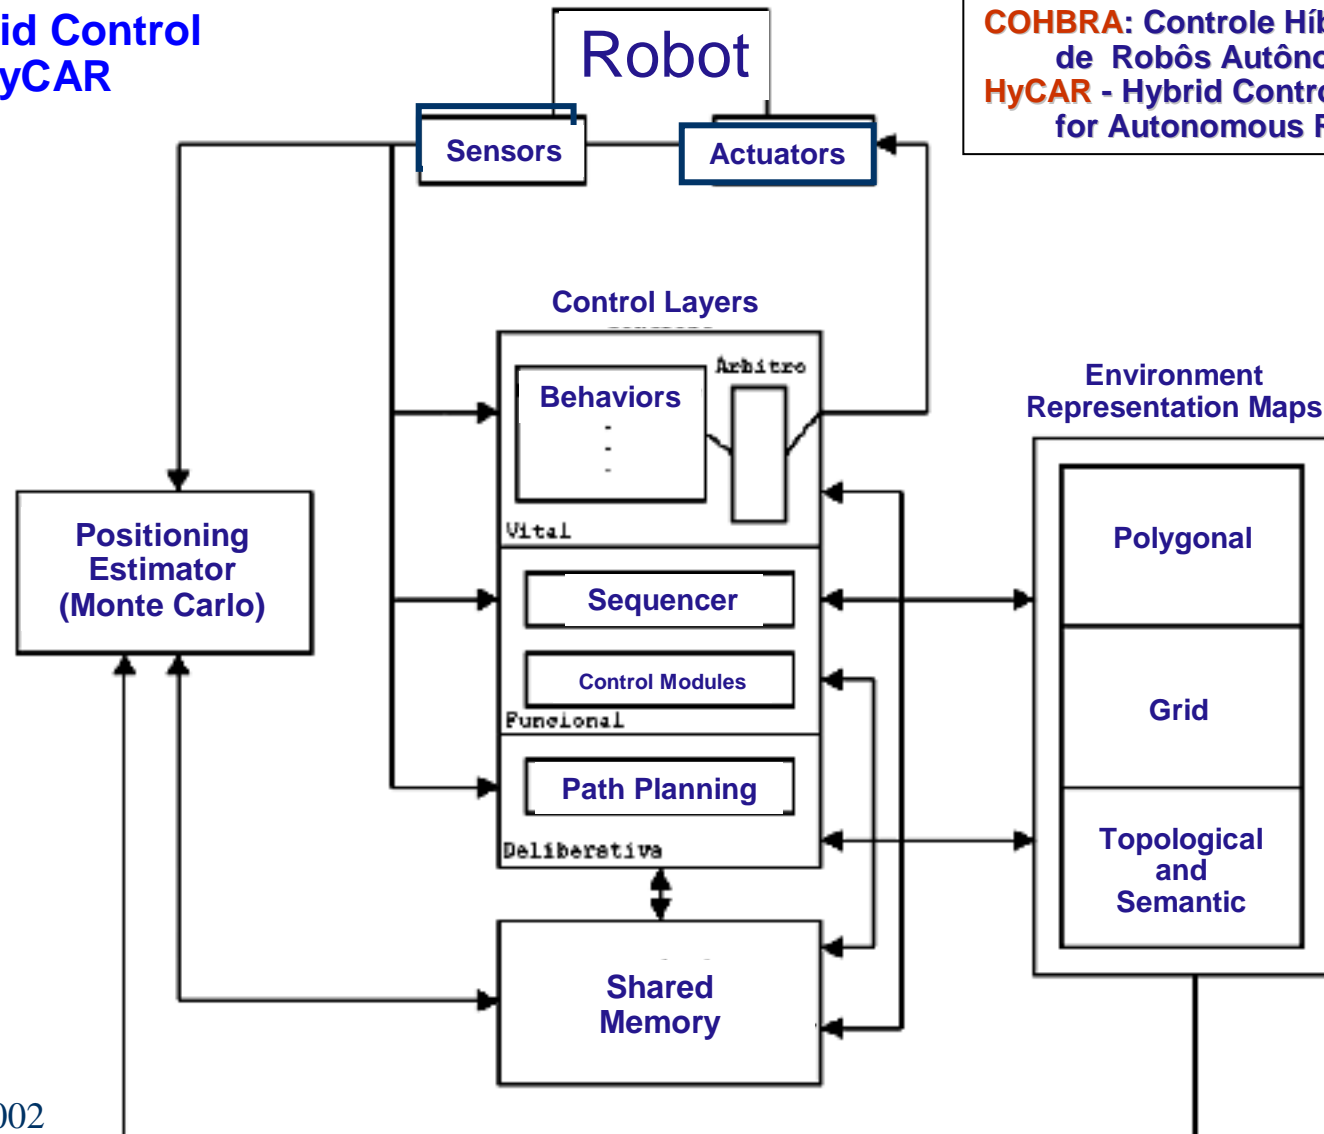 id Control
yCAR
Robot
COHBRA: Controle Híb
de Robôs Autôno
HyCAR - Hybrid Contro
for Autonomous R
Sensors
Actuators
Control Layers
Arbitro
Behaviors
Vital
Environment
Representation Maps
Positioning
Estimator
(Monte Carlo)
Sequencer
Control Modules
Funcional
Path Planning
Deliberativa
Polygonal
Grid
Topological
and
Semantic
Shared
Memory
002